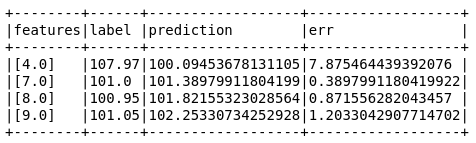 +--------+------+------------------+------------------+
|features|label |prediction        |err               |
+--------+------+------------------+------------------+
|[4.0]   |107.97|100.09453678131105|7.875464439392076 |
|[7.0]   |101.0 |101.38979911804199|0.3897991180419922|
|[8.0]   |100.95|101.82155323028564|0.871556282043457 |
|[9.0]   |101.05|102.25330734252928|1.2033042907714702|
+--------+------+------------------+------------------+